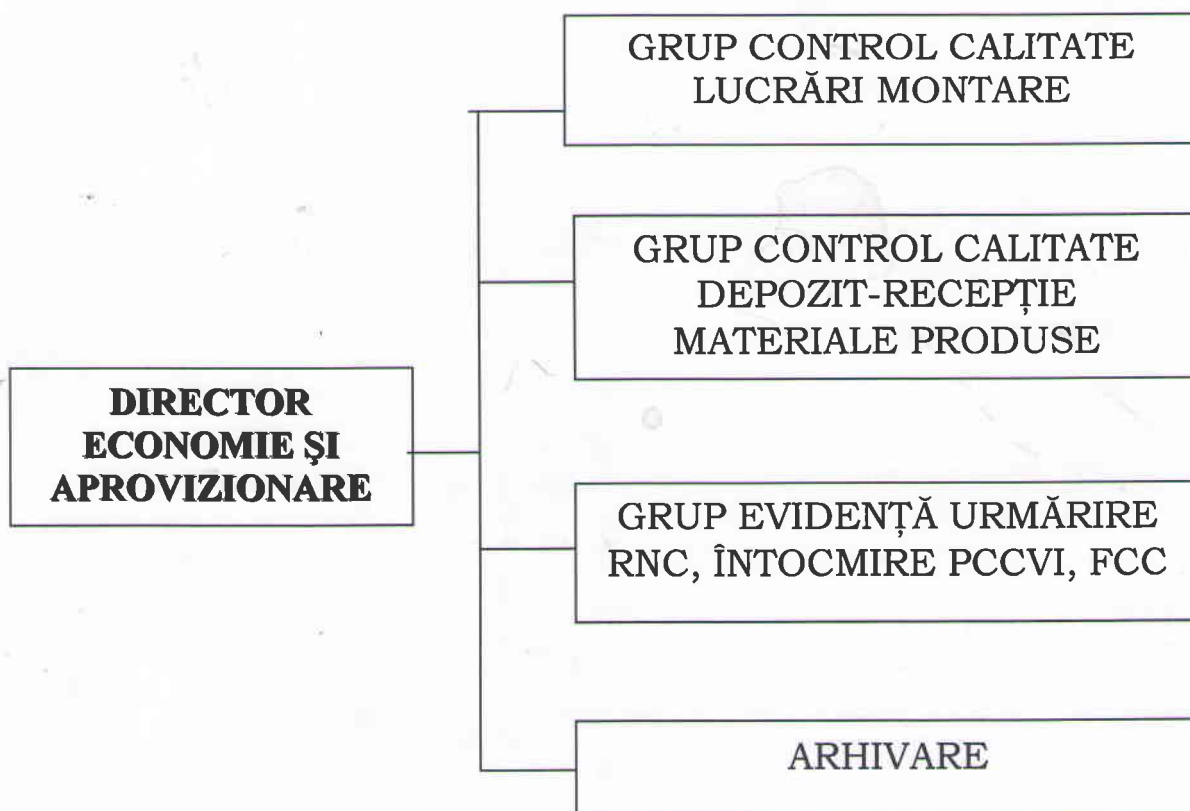 GRUP CONTROL CALITATE
LUCRĂRI MONTARE
GRUP CONTROL CALITATE
DEPOZIT-RECEPȚIE
MATERIALE PRODUSE
DIRECTOR
ECONOMIE ȘI
APROVIZIONARE
GRUP EVIDENȚĂ URMĂRIRE
RNC, ÎNTOCMIRE PCCVI, FCC
ARHIVARE